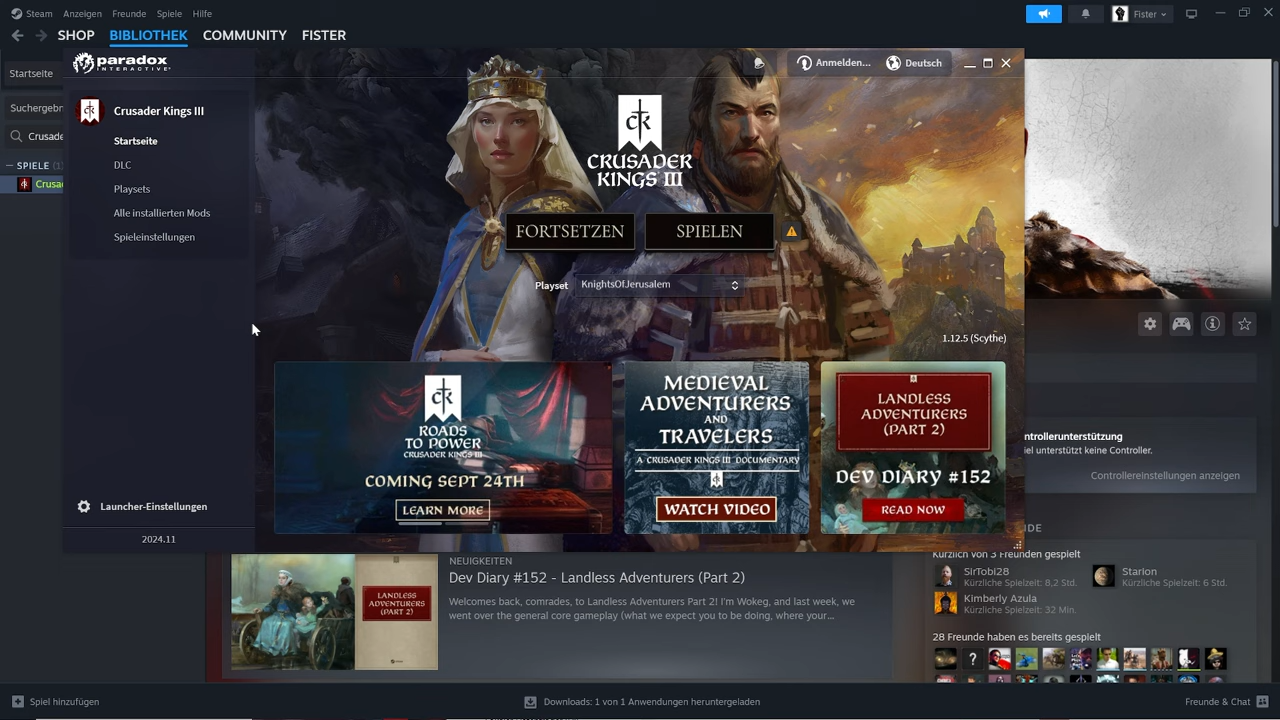 Steam Anzeigen Freunde Spiele Hilfe
Fister
SHOP BIBLIOTHEK COMMUNITY FISTER
paradox
INTERACTIVE
Anmelden...
Deutsch
Startseite
Suchergebn
Crusade
SPIELE
Crusad
Crusader Kings III
Startseite
DLC
Playsets
Alle installierten Mods
Spieleinstellungen
Launcher-Einstellungen
2024.11
ck
CRUSADER
KINGS III
FORTSETZEN
SPIELEN
Playset
KnightsOfJerusalem
1.12.5 (Scythe)
ck
ROADS
TO POWER
CRUSADER KINGS III
COMING SEPT 24TH
LEARN MORE
MEDIEVAL
ADVENTURERS
AND
TRAVELERS
A CRUSADER KINGS III DOCUMENTARY
WATCH VIDEO
LANDLESS
ADVENTURERS
(PART 2)
DEV DIARY #152
READ NOW
ntrollerunterstützung
iel unterstützt keine Controller.
Controllereinstellungen anzeigen
NDE
Kürzlich von 3 Freunden gespielt
SirTobi28
Kürzliche Spielzeit: 8,2 Std.
Starion
Kürzliche Spielzeit: 6 Std.
Kimberly Azula
Kürzliche Spielzeit: 32 Min.
28 Freunde haben es bereits gespielt
LANDLESS
ADVENTURERS
(PART 2)
NEUIGKEITEN
Dev Diary #152 - Landless Adventurers (Part 2)
Welcomes back, comrades, to Landless Adventurers Part 2! I'm Wokeg, and last week, we
went over the general core gameplay (what we expect you to be doing, where your...
Spiel hinzufügen
Downloads: 1 von 1 Anwendungen heruntergeladen
Freunde & Chat